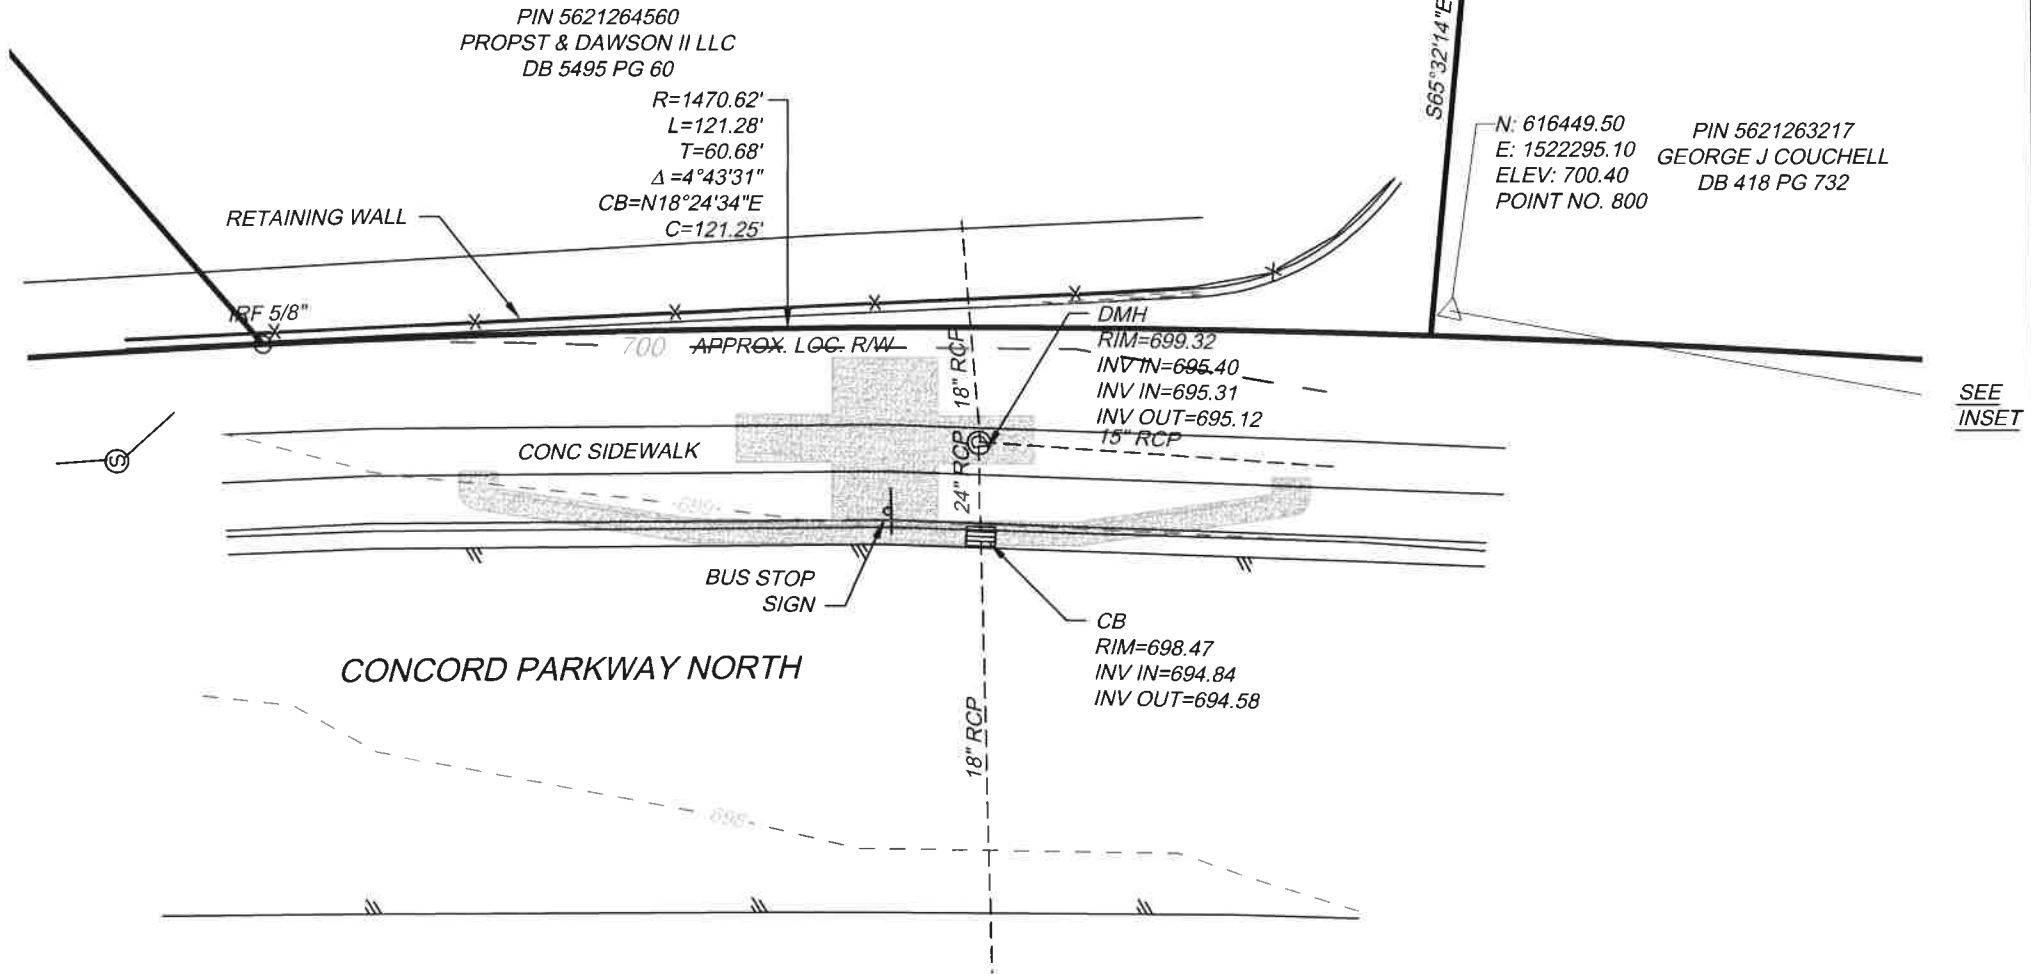 PIN 5621264560
PROPST & DAWSON II LLC
DB 5495 PG 60
R=1470.62'
L=121.28'
T=60.68'
Δ=4°43'31"
CB=N18°24'34"E
C=121.25'
RETAINING WALL
S65°32'14"E
N: 616449.50
E: 1522295.10
ELEV: 700.40
POINT NO. 800
PIN 5621263217
GEORGE J COUCHELL
DB 418 PG 732
IRF 5/8"
700
APPROX. LOC. R/W
DMH
RIM=699.32
INV IN=695.40
INV IN=695.31
INV OUT=695.12
18" RCP
15" RCP
24" RCP
SEE
INSET
S
CONC SIDEWALK
699
BUS STOP
SIGN
CB
RIM=698.47
INV IN=694.84
INV OUT=694.58
CONCORD PARKWAY NORTH
18" RCP
698